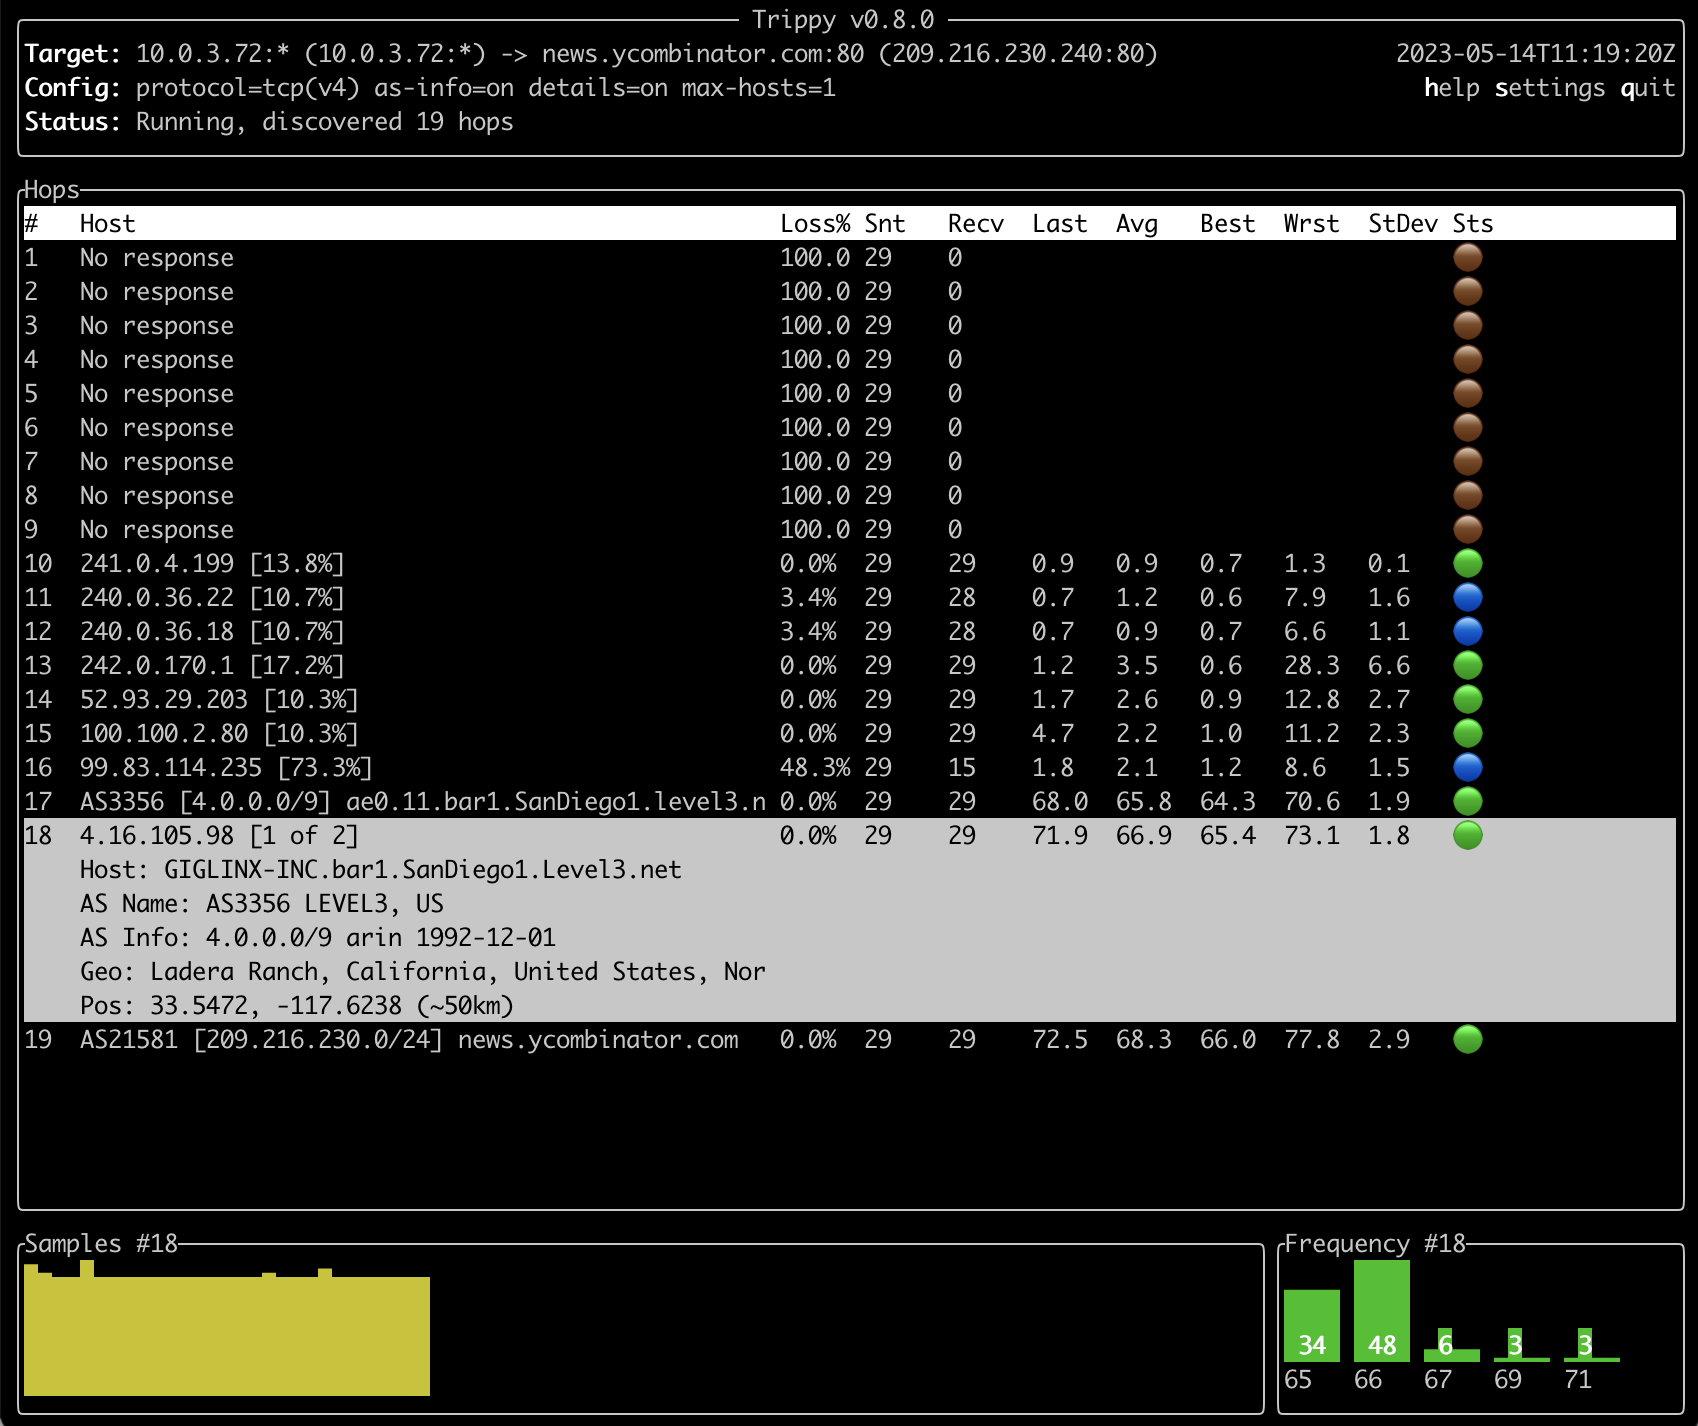 Trippy v0.8.0
Target: 10.0.3.72:* (10.0.3.72:*) -> news.ycombinator.com:80 (209.216.230.240:80) 2023-05-14T11:19:20Z
Config: protocol=tcp(v4) as-info=on details=on max-hosts=1 help settings quit
Status: Running, discovered 19 hops
Hops
# Host Loss% Snt Recv Last Avg Best Wrst StDev Sts
1 No response 100.0 29 0
2 No response 100.0 29 0
3 No response 100.0 29 0
4 No response 100.0 29 0
5 No response 100.0 29 0
6 No response 100.0 29 0
7 No response 100.0 29 0
8 No response 100.0 29 0
9 No response 100.0 29 0
10 241.0.4.199 [13.8%] 0.0% 29 29 0.9 0.9 0.7 1.3 0.1
11 240.0.36.22 [10.7%] 3.4% 29 28 0.7 1.2 0.6 7.9 1.6
12 240.0.36.18 [10.7%] 3.4% 29 28 0.7 0.9 0.7 6.6 1.1
13 242.0.170.1 [17.2%] 0.0% 29 29 1.2 3.5 0.6 28.3 6.6
14 52.93.29.203 [10.3%] 0.0% 29 29 1.7 2.6 0.9 12.8 2.7
15 100.100.2.80 [10.3%] 0.0% 29 29 4.7 2.2 1.0 11.2 2.3
16 99.83.114.235 [73.3%] 48.3% 29 15 1.8 2.1 1.2 8.6 1.5
17 AS3356 [4.0.0.0/9] ae0.11.bar1.SanDiego1.level3.n 0.0% 29 29 68.0 65.8 64.3 70.6 1.9
18 4.16.105.98 [1 of 2] 0.0% 29 29 71.9 66.9 65.4 73.1 1.8
Host: GIGLINX-INC.bar1.SanDiego1.Level3.net
AS Name: AS3356 LEVEL3, US
AS Info: 4.0.0.0/9 arin 1992-12-01
Geo: Ladera Ranch, California, United States, Nor
Pos: 33.5472, -117.6238 (~50km)
19 AS21581 [209.216.230.0/24] news.ycombinator.com 0.0% 29 29 72.5 68.3 66.0 77.8 2.9
Samples #18
Frequency #18
34 48 6 3 3
65 66 67 69 71